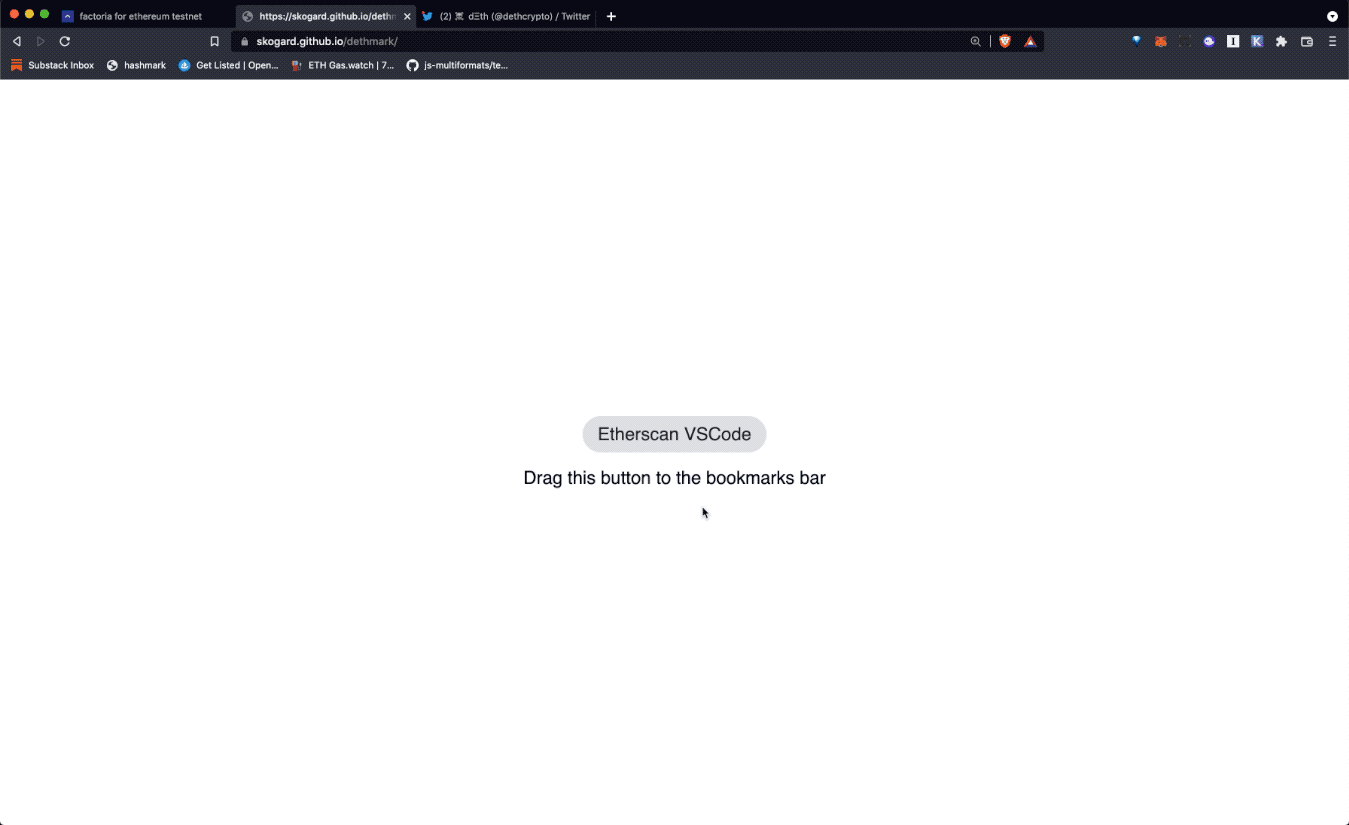 factoria for ethereum testnet
https://skogard.github.io/dethm
(2) 𝕏 dΞth (@dethcrypto) / Twitter
skogard.github.io/dethmark/
Substack Inbox
hashmark
Get Listed | Open...
ETH Gas.watch | 7...
js-multiformats/te...
Etherscan VSCode
Drag this button to the bookmarks bar